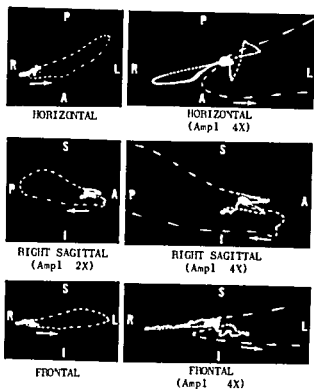 P
R
L
A
HORIZONTAL
P
R
L
A
HORIZONTAL
(Ampl 4X)
S
P
A
I
RIGHT SAGITTAL
(Ampl 2X)
S
P
A
I
RIGHT SAGITTAL
(Ampl 4X)
S
R
L
I
FRONTAL
S
R
L
I
FRONTAL
(Ampl 4X)